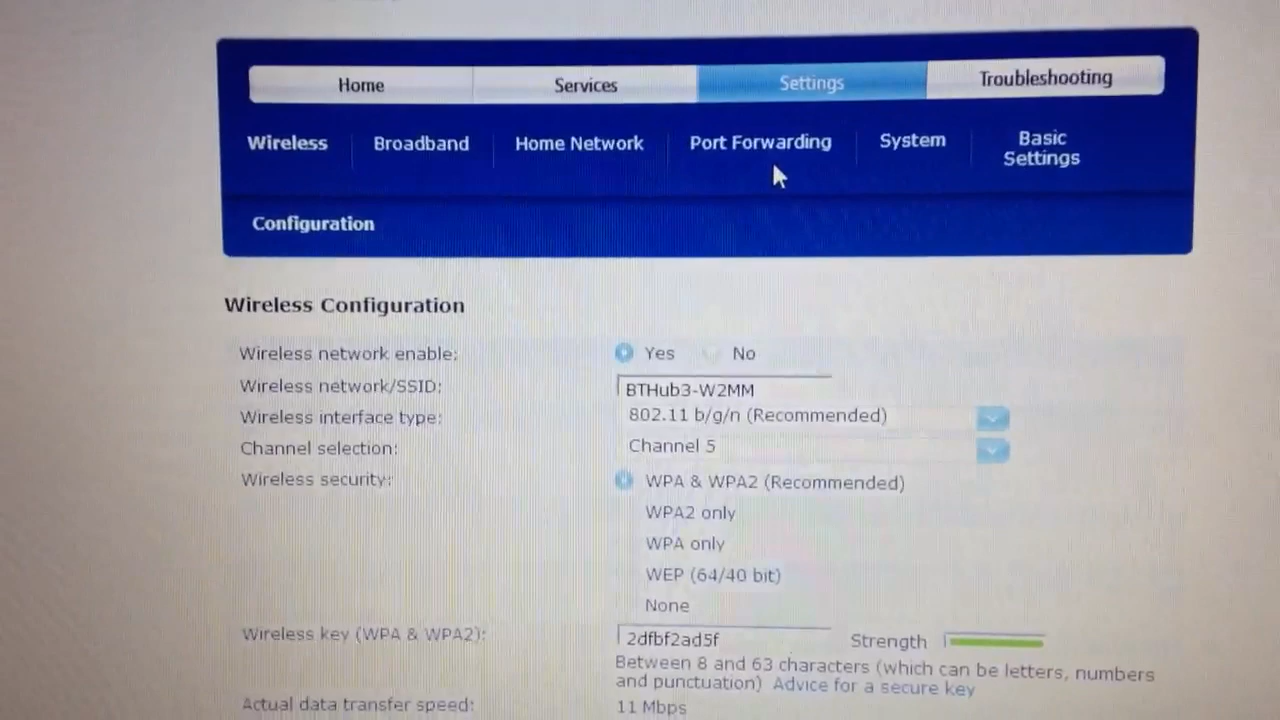 Home Services Settings Troubleshooting
Wireless Broadband Home Network Port Forwarding System Basic Settings
Configuration
Wireless Configuration
Wireless network enable: Yes No
Wireless network/SSID: BTHub3-W2MM
Wireless interface type: 802.11 b/g/n (Recommended)
Channel selection: Channel 5
Wireless security: WPA & WPA2 (Recommended)
WPA2 only
WPA only
WEP (64/40 bit)
None
Wireless key (WPA & WPA2): 2dfbf2ad5f Strength
Between 8 and 63 characters (which can be letters, numbers
and punctuation) Advice for a secure key
Actual data transfer speed: 11 Mbps